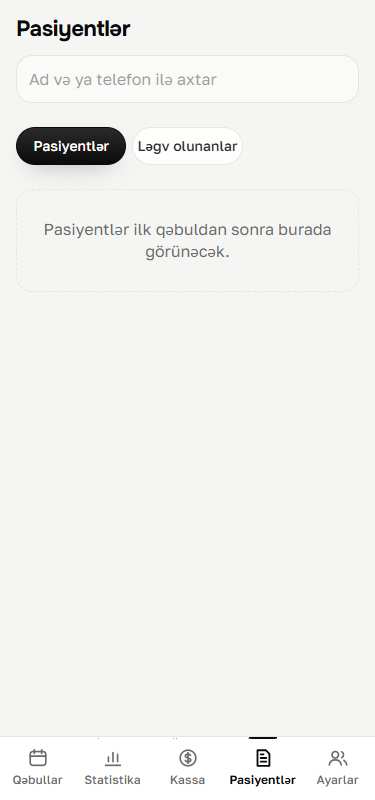 Pasiyentlər
Ad və ya telefon ilə axtar
Pasiyentlər
Ləgv olunanlar
Pasiyentlər ilk qəbuldan sonra burada
görünəcək.
Qəbullar
Statistika
Kassa
Pasiyentlər
Ayarlar